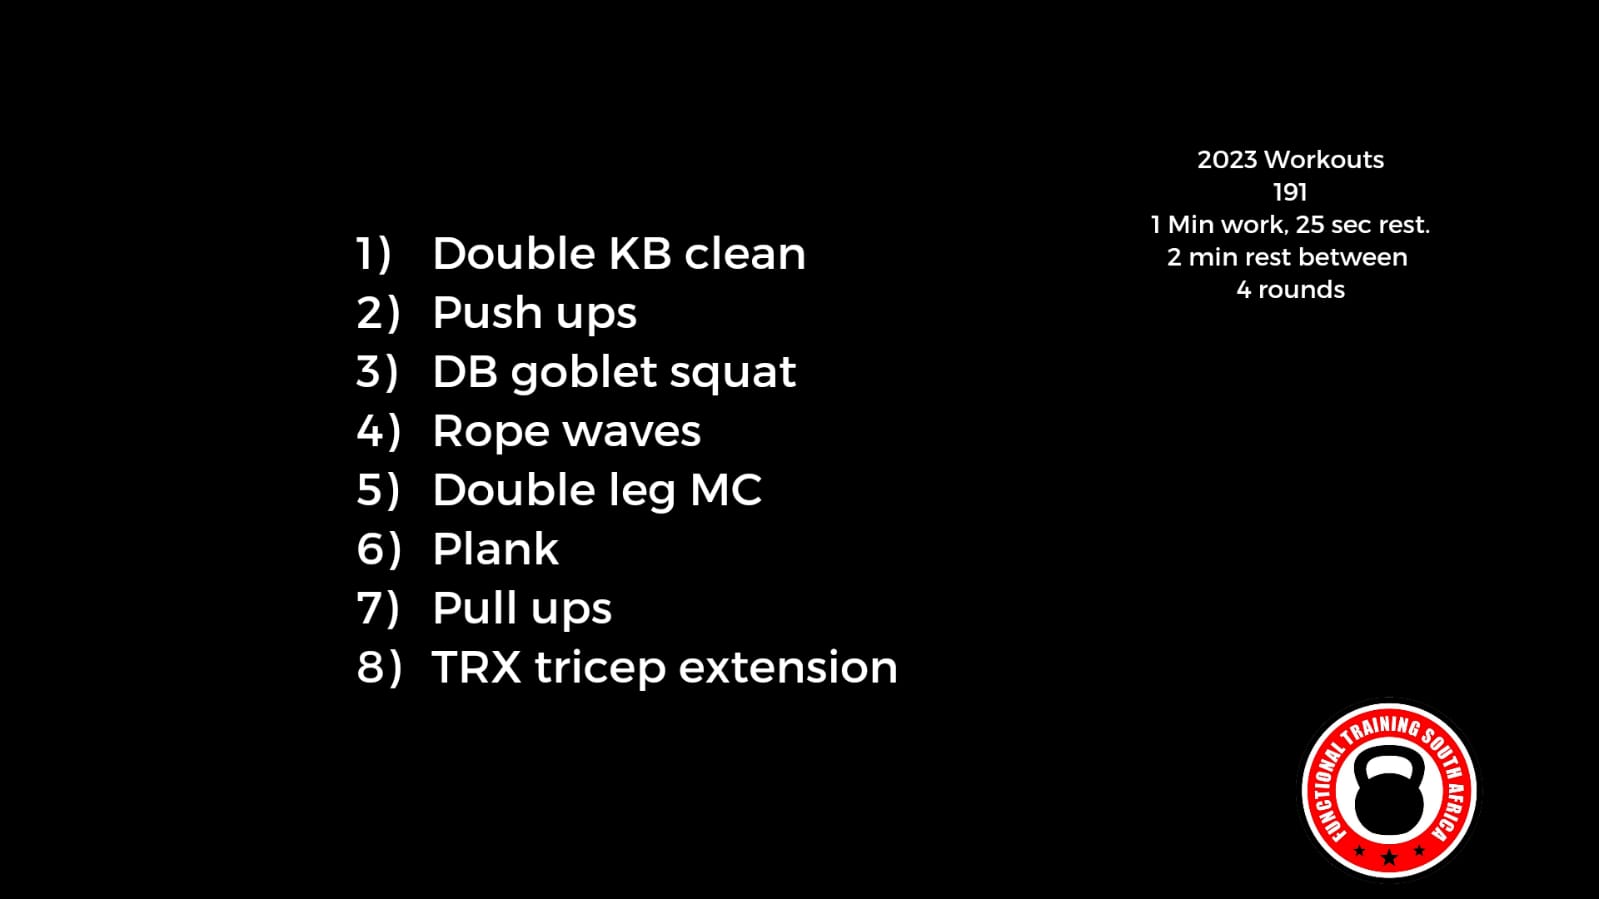 2023 Workouts
191
1 Min work, 25 sec rest.
2 min rest between
4 rounds
1) Double KB clean
2) Push ups
3) DB goblet squat
4) Rope waves
5) Double leg MC
6) Plank
7) Pull ups
8) TRX tricep extension
FUNCTIONAL TRAINING SOUTH AFRICA